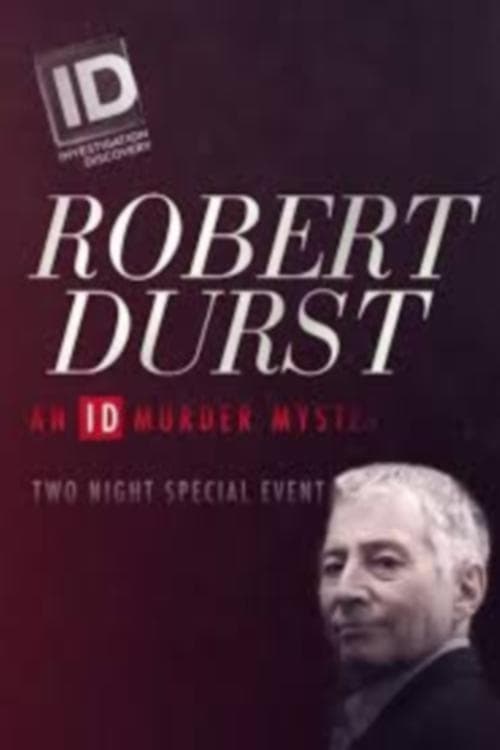 ID
INVESTIGATION
DISCOVERY
ROBERT
DURST
AN ID MURDER
TWO NIGHT SPECIAL EVENT